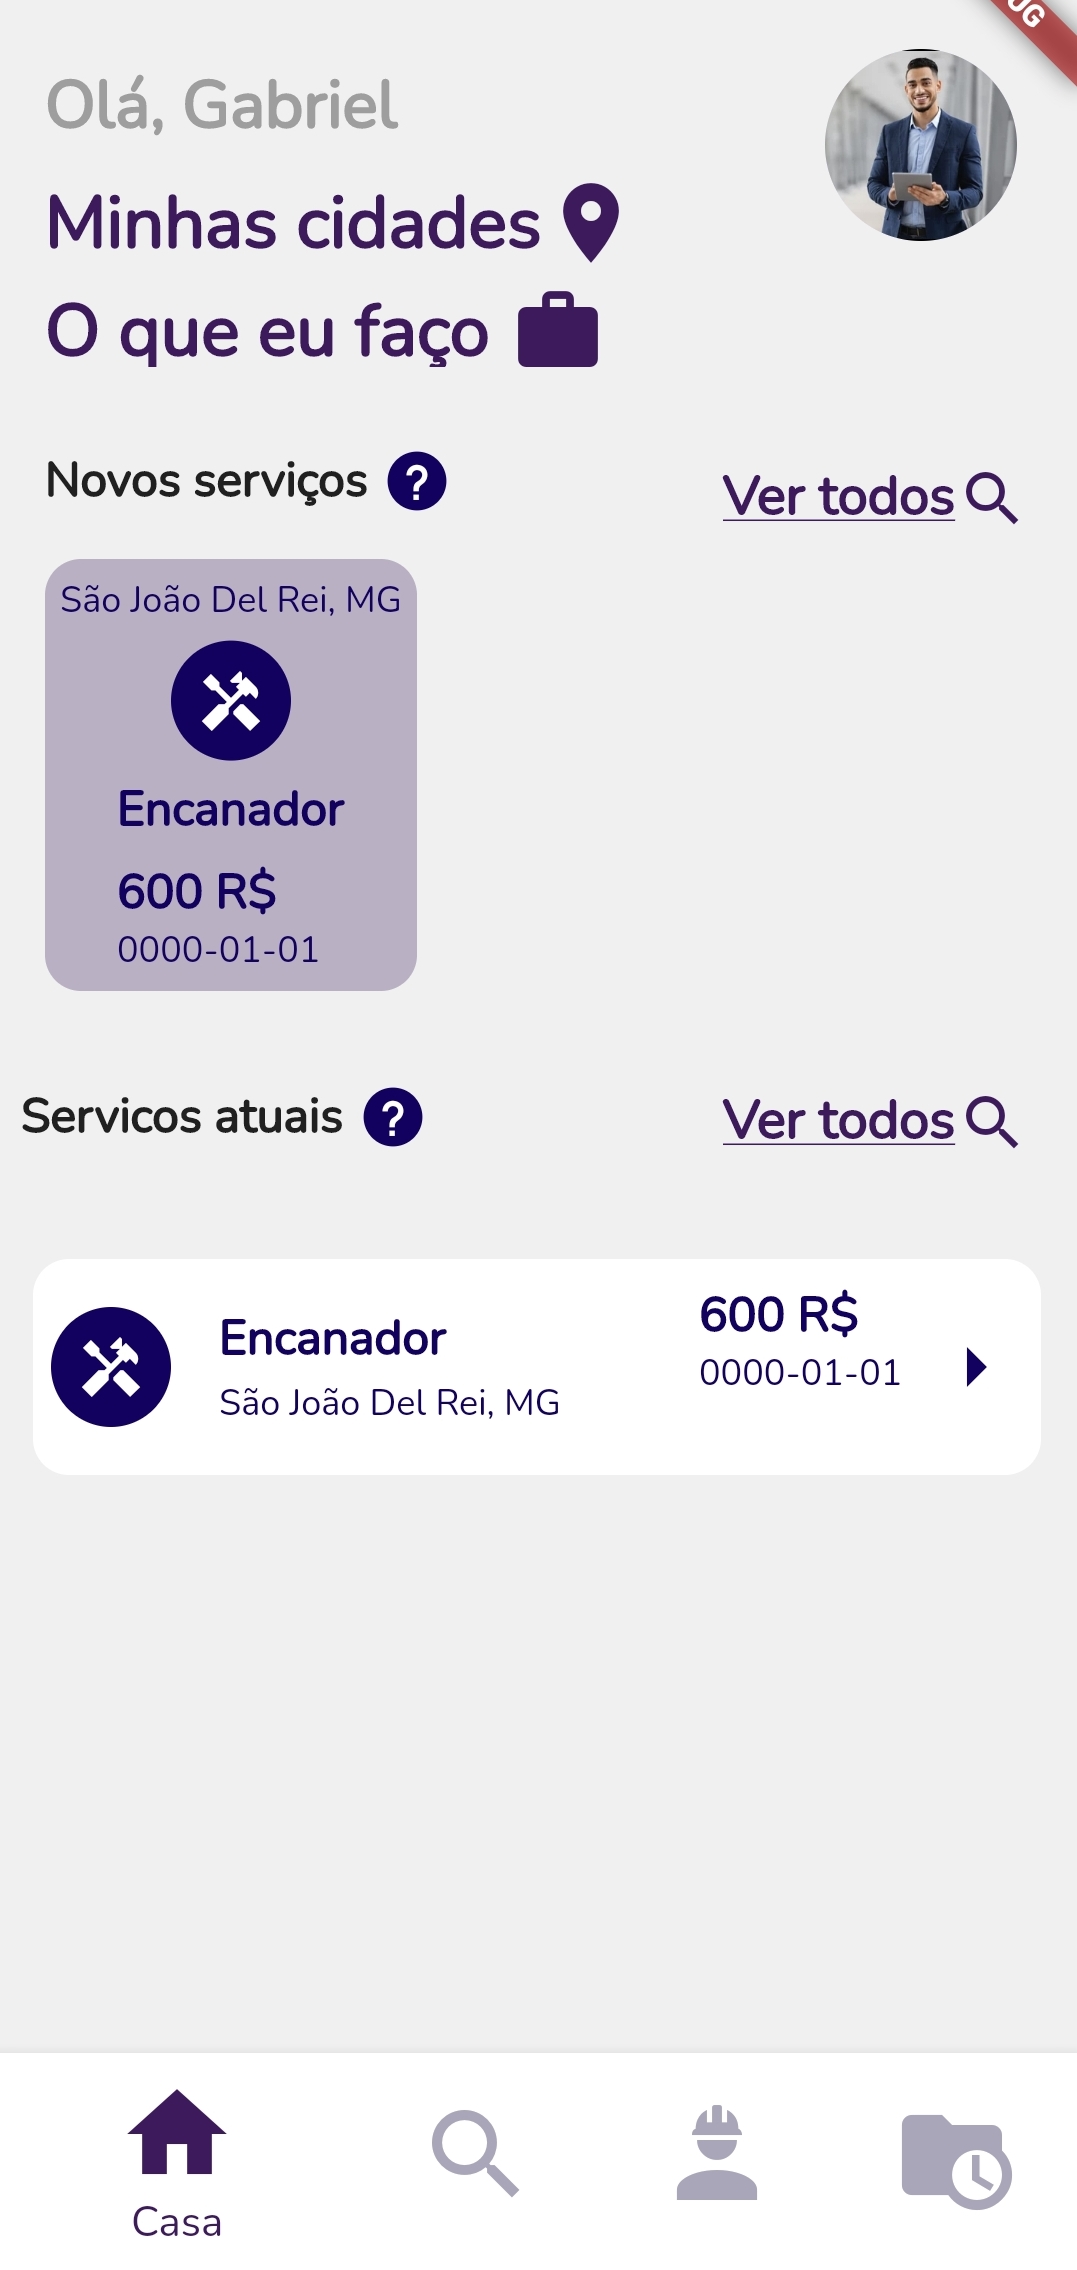 Olá, Gabriel
Minhas cidades
O que eu faço
Novos serviços ?
Ver todos
São João Del Rei, MG
Encanador
600 R$
0000-01-01
Servicos atuais ?
Ver todos
Encanador
São João Del Rei, MG
600 R$
0000-01-01
Casa